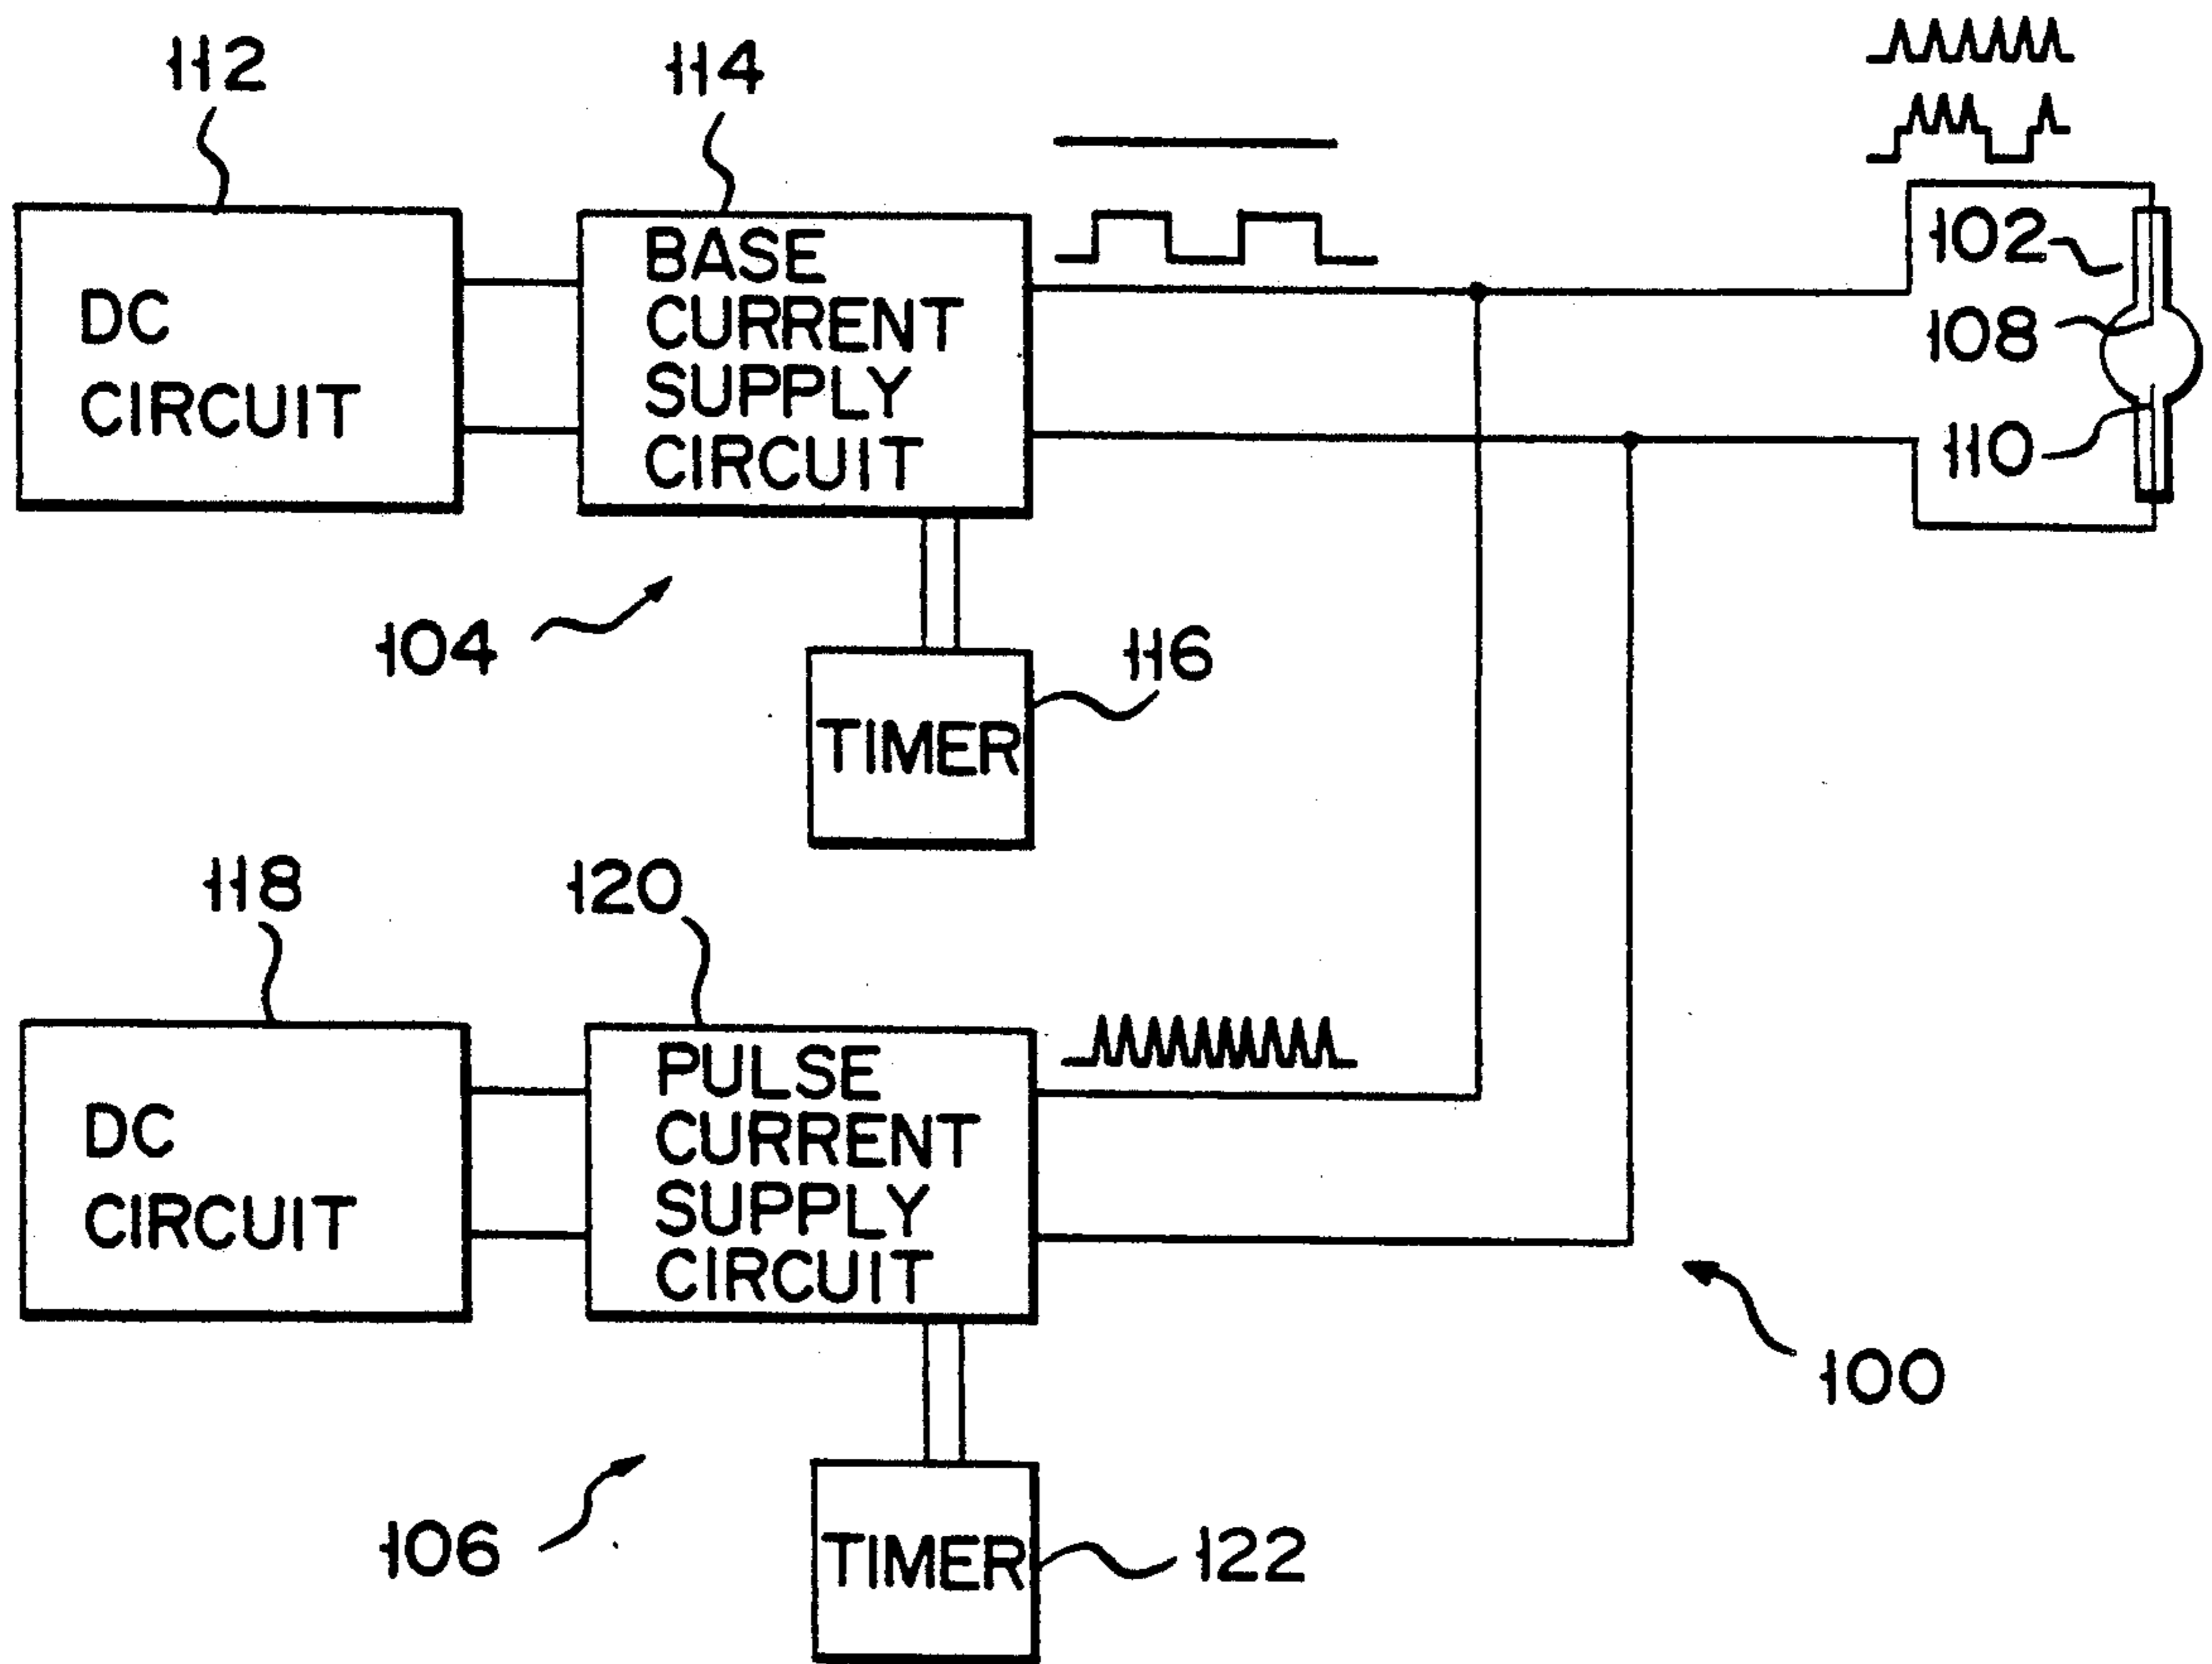 112
114
DC
CIRCUIT
BASE
CURRENT
SUPPLY
CIRCUIT
102
108
110
104
116
TIMER
118
120
DC
CIRCUIT
PULSE
CURRENT
SUPPLY
CIRCUIT
100
106
TIMER
122